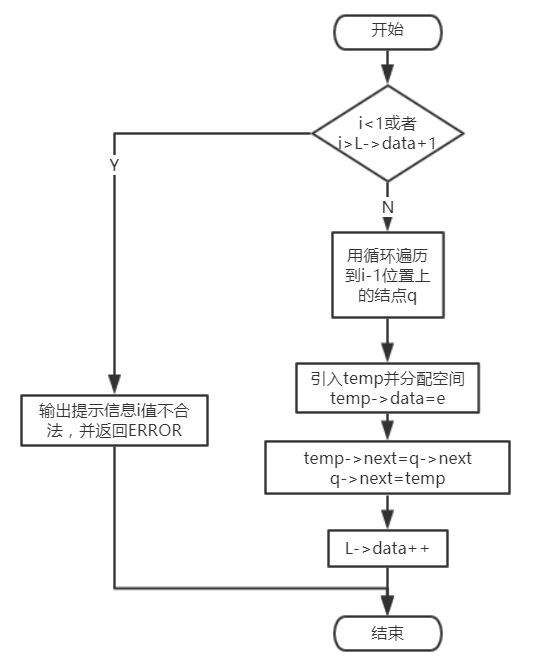 开始
i<1或者
i>L->data+1
Y
N
用循环遍历
到i-1位置上
的结点q
引入temp并分配空间
temp->data=e
输出提示信息i值不合
法，并返回ERROR
temp->next=q->next
q->next=temp
L->data++
结束